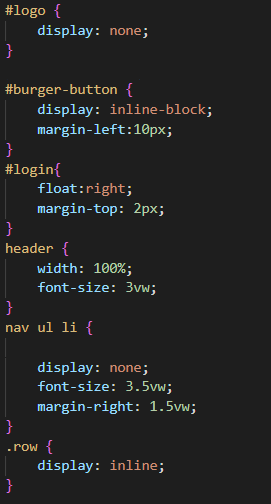 #logo {
    display: none;
}

#burger-button {
    display: inline-block;
    margin-left:10px;
}
#login{
    float:right;
    margin-top: 2px;
}
header {
    width: 100%;
    font-size: 3vw;
}
nav ul li {

    display: none;
    font-size: 3.5vw;
    margin-right: 1.5vw;
}
.row {
    display: inline;
}